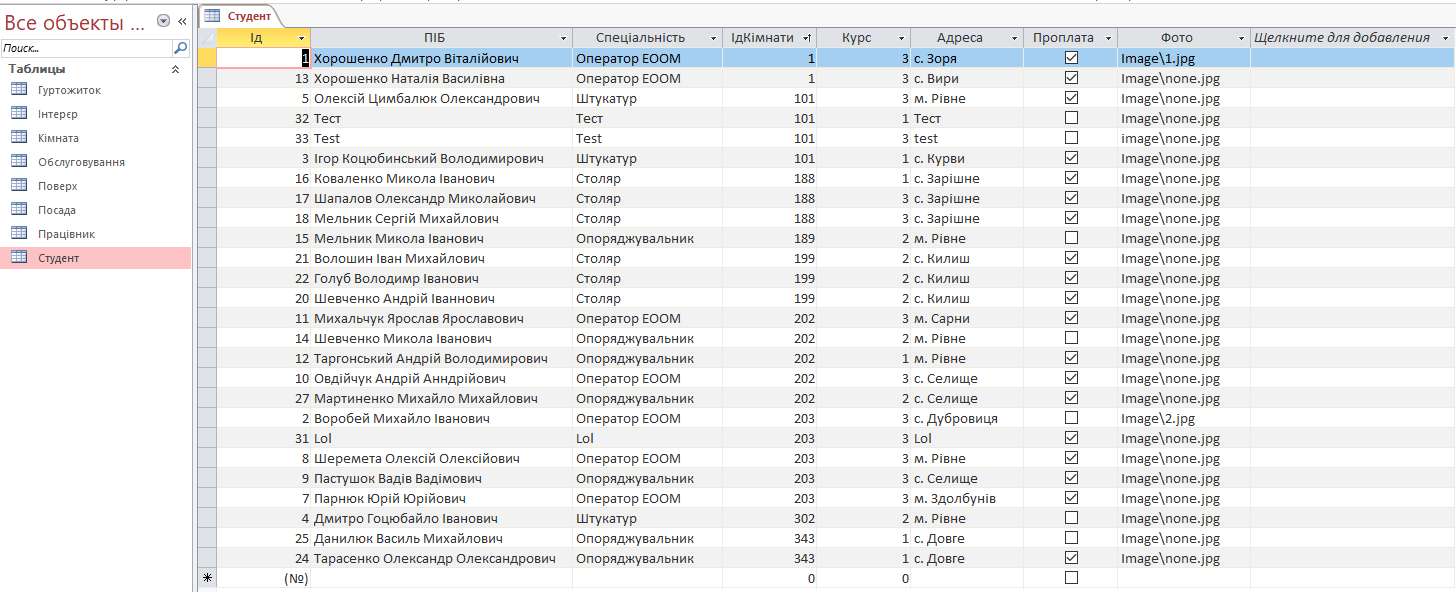 Все объекты ...
«
Поиск...
Таблицы
Гуртожиток
Інтерєр
Кімната
Обслуговування
Поверх
Посада
Працівник
Студент
Студент
Ід ПІБ Спеціальність ІдКімнати Курс Адреса Проплата Фото Щелкните для добавления
1 Хорошенко Дмитро Віталійович Оператор ЕООМ 1 3 с. Зоря Image\1.jpg
13 Хорошенко Наталія Василівна Оператор ЕООМ 1 3 с. Вири Image\none.jpg
5 Олексій Цимбалюк Олександрович Штукатур 101 3 м. Рівне Image\none.jpg
32 Тест Тест 101 1 Тест Image\none.jpg
33 Test Test 101 3 test image\none.jpg
3 Ігор Коцюбинський Володимирович Штукатур 101 1 с. Курви Image\none.jpg
16 Коваленко Микола Іванович Столяр 188 1 с. Зарішне Image\none.jpg
17 Шапалов Олександр Миколайович Столяр 188 3 с. Зарішне Image\none.jpg
18 Мельник Сергій Михайлович Столяр 188 3 с. Зарішне Image\none.jpg
15 Мельник Микола Іванович Опоряджувальник 189 2 м. Рівне Image\none.jpg
21 Волошин Іван Михайлович Столяр 199 2 с. Килиш Image\none.jpg
22 Голуб Володимр Іванович Столяр 199 2 с. Килиш Image\none.jpg
20 Шевченко Андрій Іваннович Столяр 199 2 с. Килиш Image\none.jpg
11 Михальчук Ярослав Ярославович Оператор ЕООМ 202 3 м. Сарни Image\none.jpg
14 Шевченко Микола Іванович Опоряджувальник 202 2 м. Рівне Image\none.jpg
12 Таргонський Андрій Володимирович Опоряджувальник 202 1 м. Рівне Image\none.jpg
10 Овдійчук Андрій Анндрійович Оператор ЕООМ 202 3 с. Селище Image\none.jpg
27 Мартиненко Михайло Михайлович Опоряджувальник 202 2 с. Селище Image\none.jpg
2 Воробей Михайло Іванович Оператор ЕООМ 203 3 с. Дубровиця Image\2.jpg
31 Lol Lol 203 3 Lol Image\none.jpg
8 Шеремета Олексій Олексійович Оператор ЕООМ 203 3 м. Рівне Image\none.jpg
9 Пастушок Вадів Вадімович Опоряджувальник 203 3 с. Селище Image\none.jpg
7 Парнюк Юрій Юрійович Оператор ЕООМ 203 3 м. Здолбунів Image\none.jpg
4 Дмитро Гоцюбайло Іванович Штукатур 302 2 м. Рівне Image\none.jpg
25 Данилюк Василь Михайлович Опоряджувальник 343 1 с. Довге Image\none.jpg
24 Тарасенко Олександр Олександрович Опоряджувальник 343 1 с. Довге Image\none.jpg
(№) 0 0